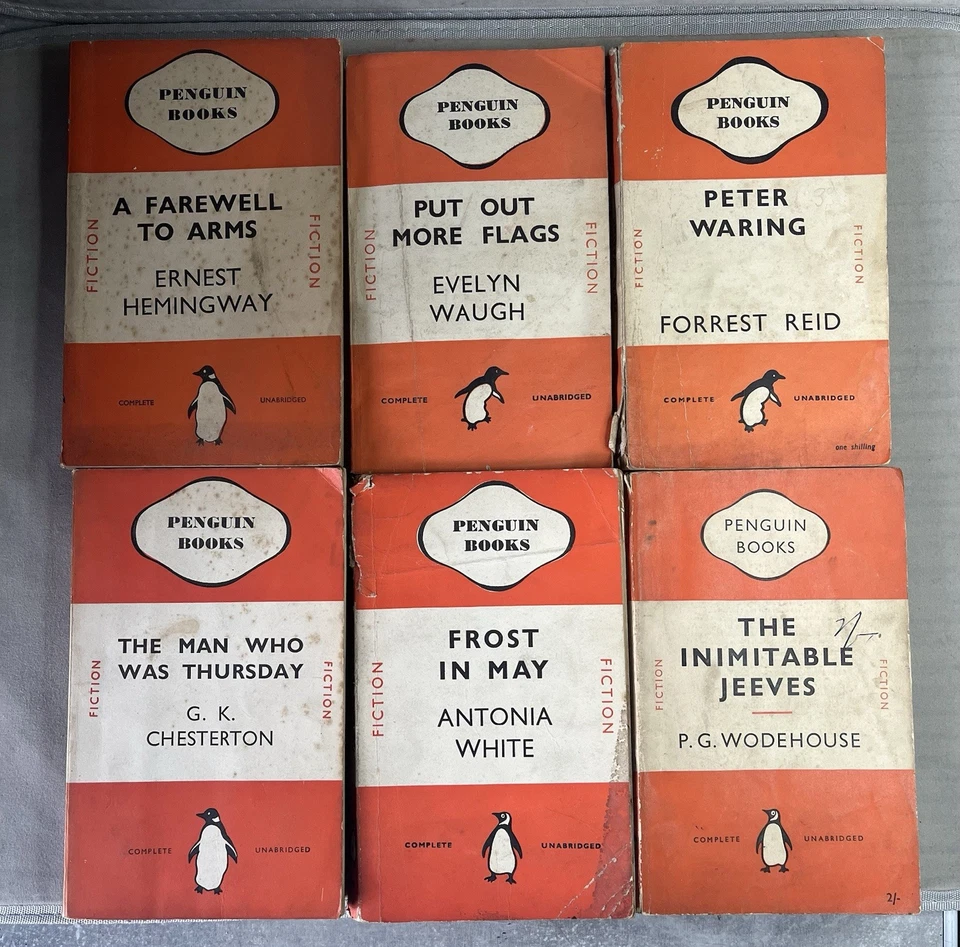 PENGUIN
BOOKS
A FAREWELL
TO ARMS
ERNEST
HEMINGWAY
FICTION
FICTION
COMPLETE
UNABRIDGED
PENGUIN
BOOKS
PUT OUT
MORE FLAGS
EVELYN
WAUGH
FICTION
FICTION
COMPLETE
UNABRIDGED
PENGUIN
BOOKS
PETER
WARING
FORREST REID
FICTION
FICTION
COMPLETE
UNABRIDGED
one shilling
PENGUIN
BOOKS
THE MAN WHO
WAS THURSDAY
G. K.
CHESTERTON
FICTION
FICTION
COMPLETE
UNABRIDGED
PENGUIN
BOOKS
FROST
IN MAY
ANTONIA
WHITE
FICTION
FICTION
COMPLETE
UNABRIDGED
PENGUIN
BOOKS
THE
INIMITABLE
JEEVES
P. G. WODEHOUSE
FICTION
FICTION
COMPLETE
UNABRIDGED
2/-